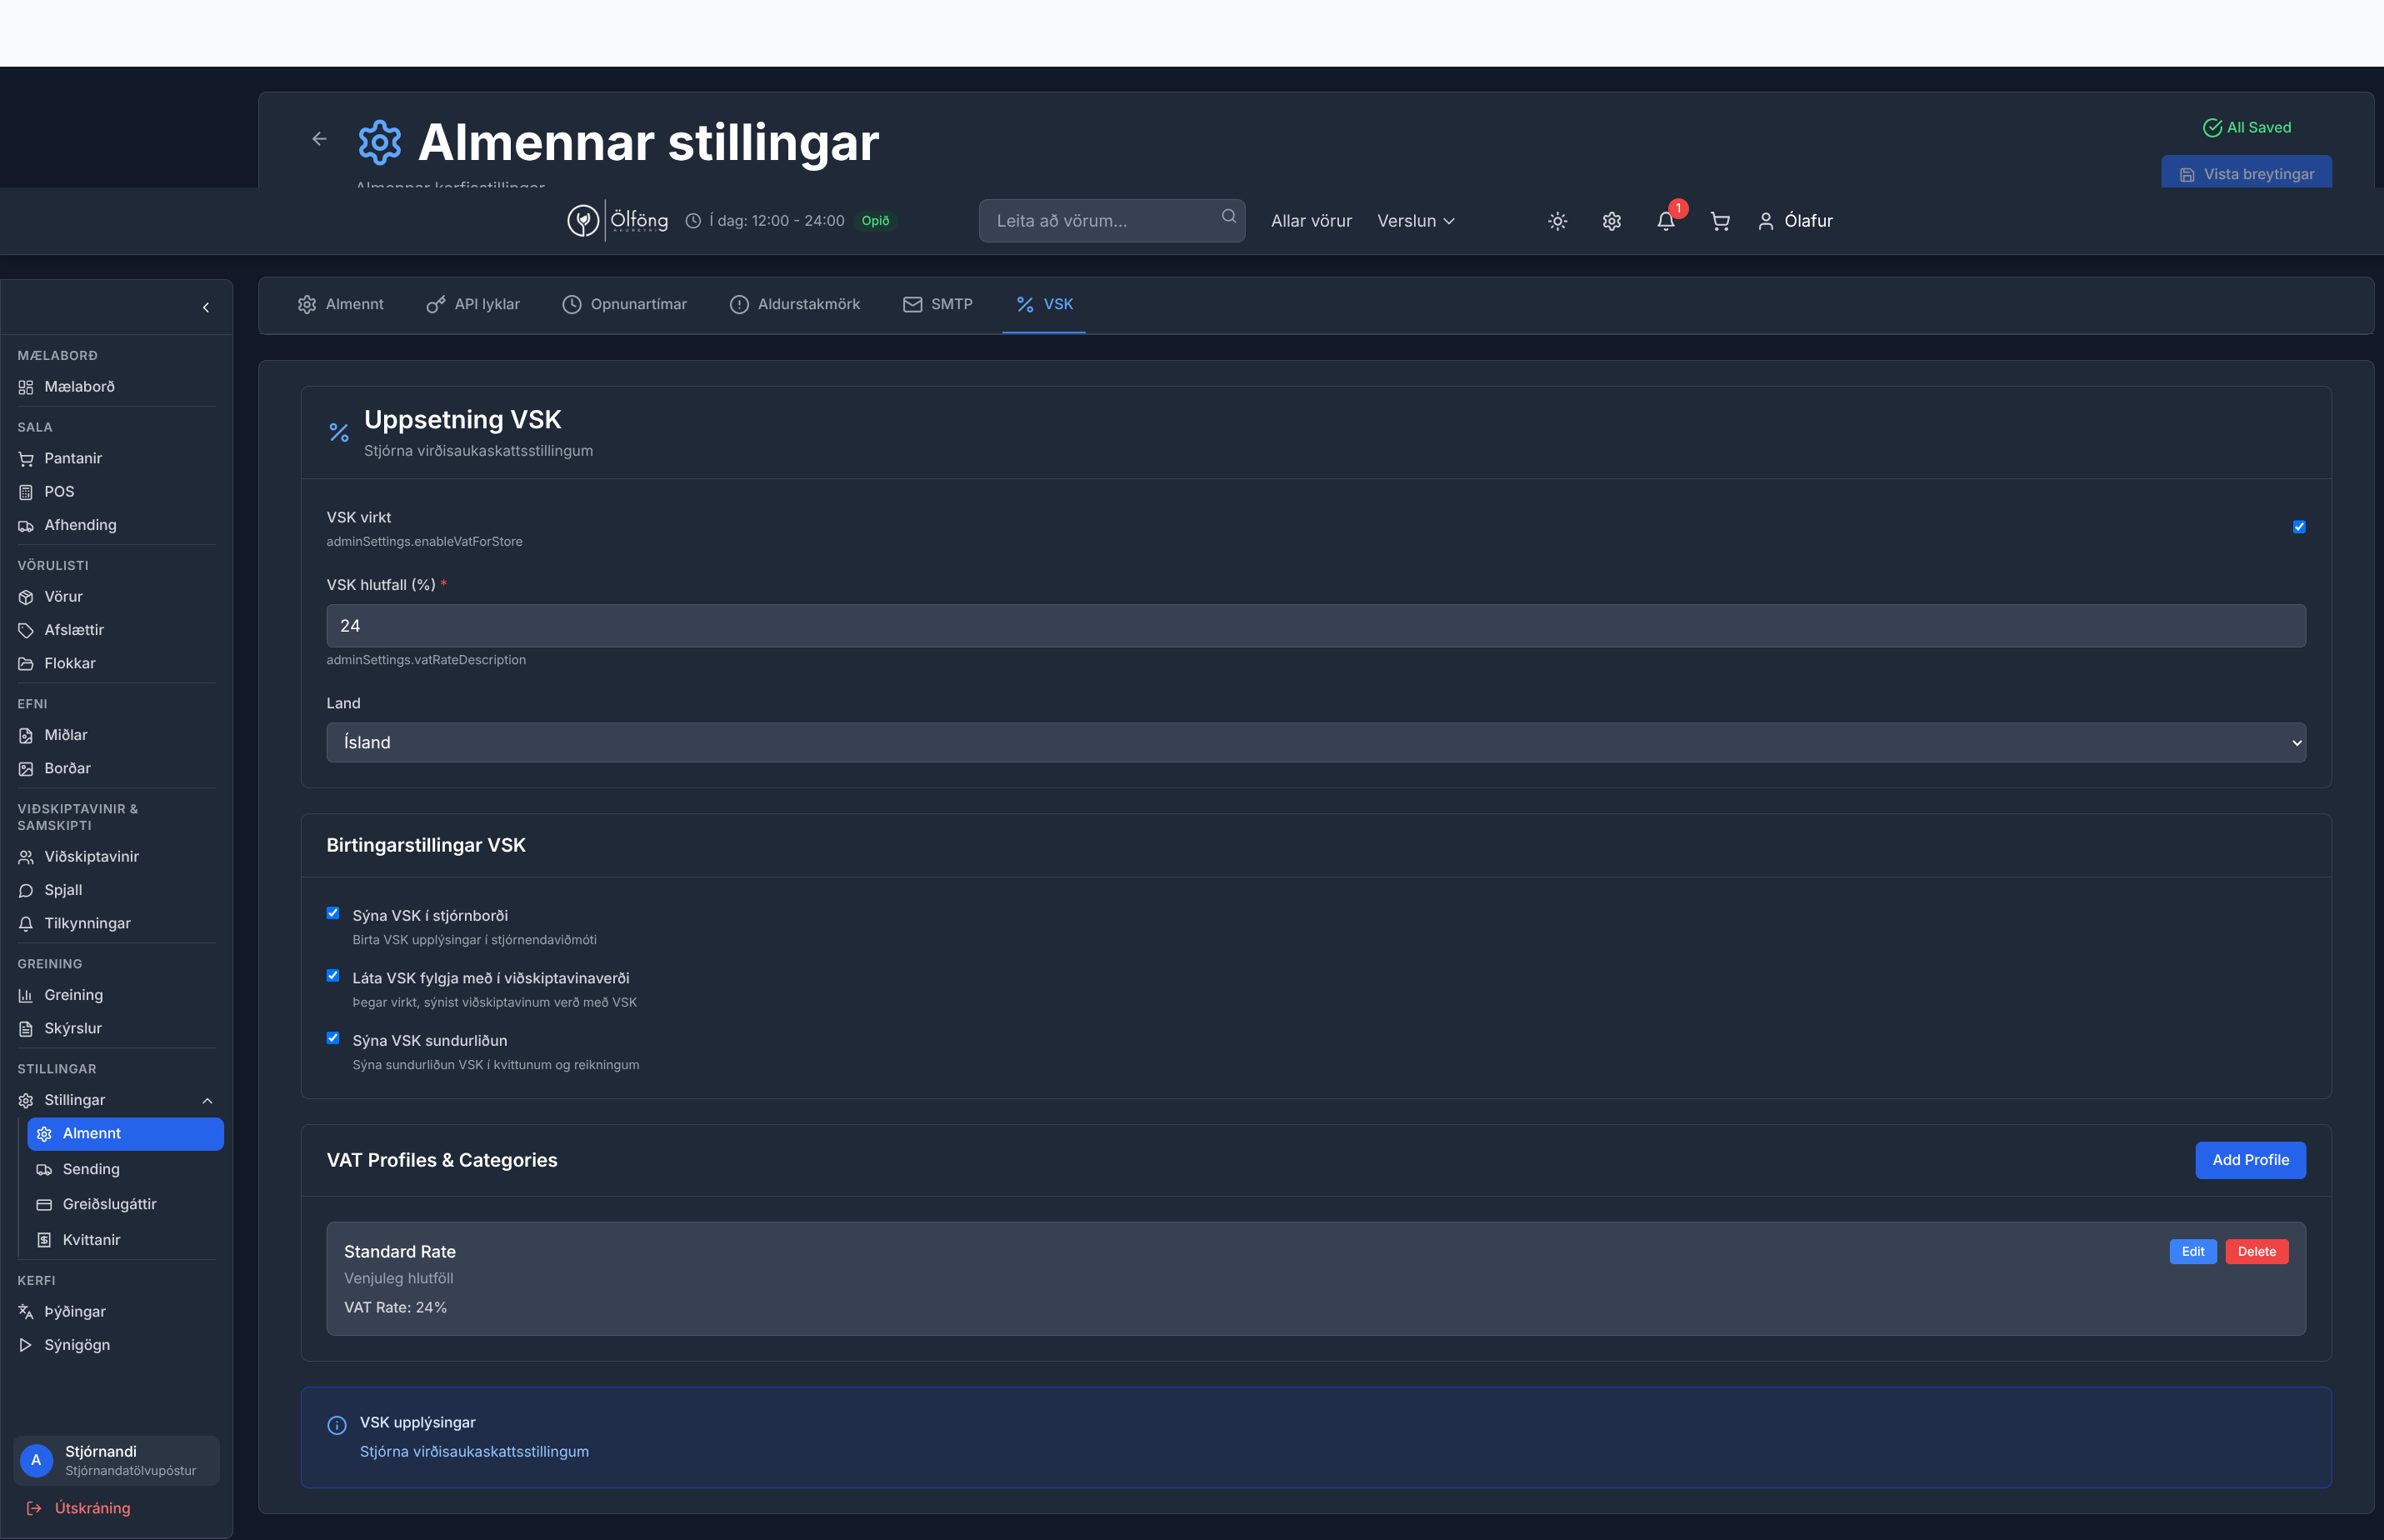 Almennar stillingar
All Saved
Vista breytingar
Ölföng
Í dag: 12:00 - 24:00
Opið
Leita að vörum...
Allar vörur
Verslun
1
Ólafur
Almennt
API lyklar
Opnunartímar
Aldurstakmörk
SMTP
VSK
MÆLABORÐ
Mælaborð
SALA
Pantanir
POS
Afhending
VÖRULISTI
Vörur
Afslættir
Flokkar
EFNI
Miðlar
Borðar
VIÐSKIPTAVINIR &
SAMSKIPTI
Viðskiptavinir
Spjall
Tilkynningar
GREINING
Greining
Skýrslur
STILLINGAR
Stillingar
Almennt
Sending
Greiðslugáttir
Kvittanir
KERFI
Þýðingar
Sýnigögn
A
Stjórnandi
Stjórnandatölvupóstur
Útskráning
Uppsetning VSK
Stjórna virðisaukaskattsstillingum
VSK virkt
adminSettings.enableVatForStore
VSK hlutfall (%) *
24
adminSettings.vatRateDescription
Land
Ísland
Birtingarstillingar VSK
Sýna VSK í stjórnborði
Birta VSK upplýsingar í stjórnendaviðmóti
Láta VSK fylgja með í viðskiptavinaverði
Þegar virkt, sýnist viðskiptavinum verð með VSK
Sýna VSK sundurliðun
Sýna sundurliðun VSK í kvittunum og reikningum
VAT Profiles & Categories
Add Profile
Standard Rate
Edit
Delete
Venjuleg hlutföll
VAT Rate: 24%
VSK upplýsingar
Stjórna virðisaukaskattsstillingum